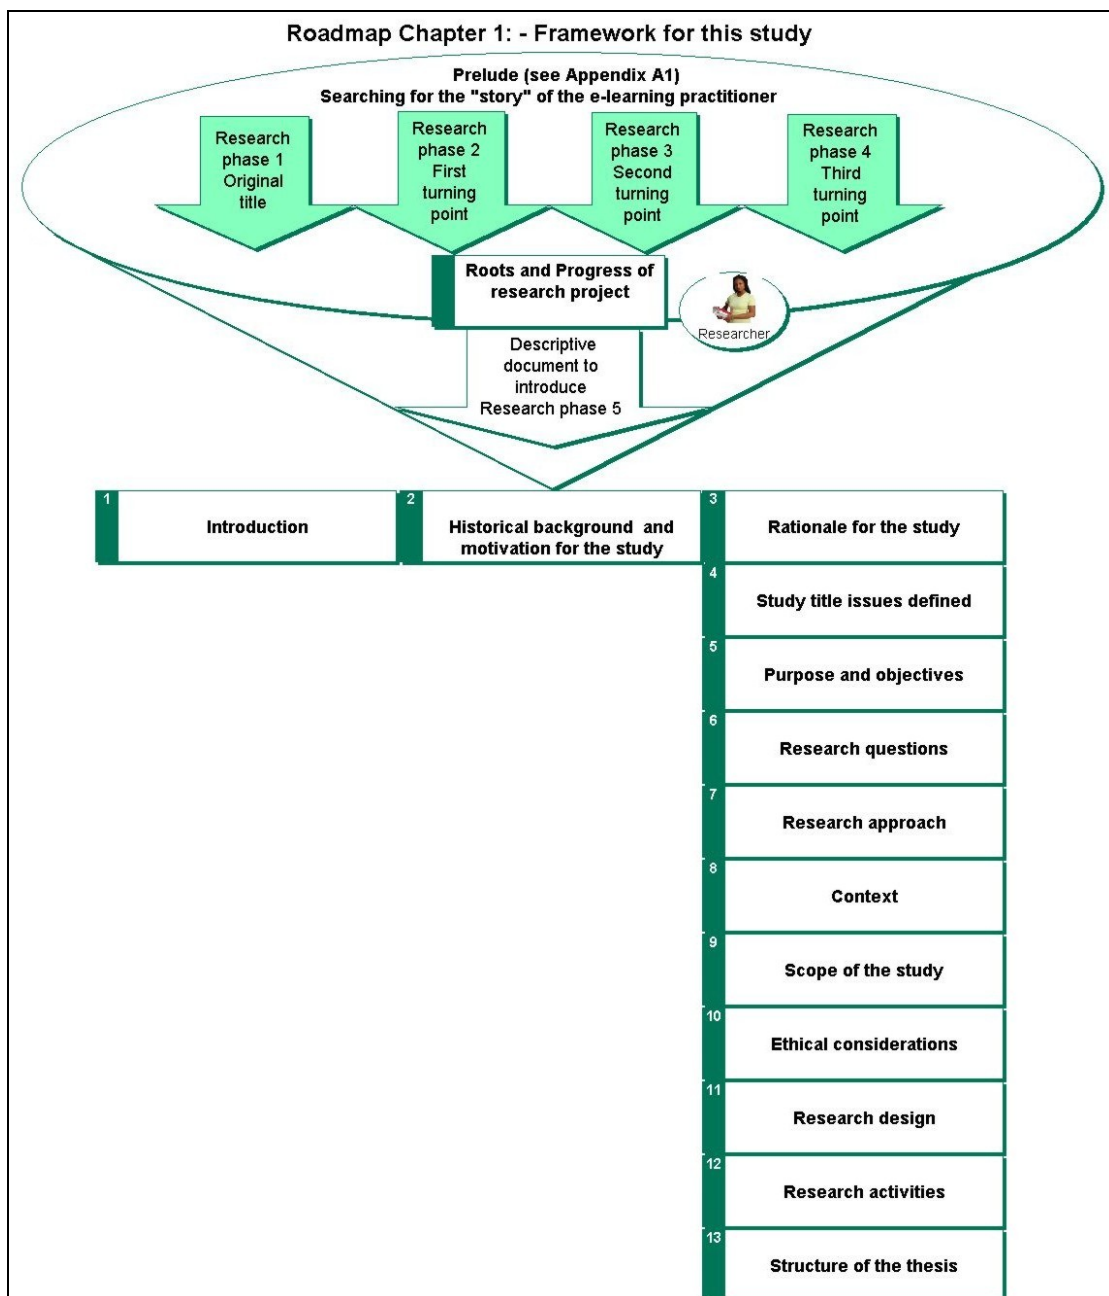 Roadmap Chapter 1: - Framework for this study
Prelude (see Appendix A1)
Searching for the "story" of the e-learning practitioner
Research
phase 1
Original
title
Research
phase 2
First
turning
point
Research
phase 3
Second
turning
point
Research
phase 4
Third
turning
point
Roots and Progress of
research project
Researcher
Descriptive
document to
introduce
Research phase 5
1
Introduction
2
Historical background and
motivation for the study
3
Rationale for the study
4
Study title issues defined
5
Purpose and objectives
6
Research questions
7
Research approach
8
Context
9
Scope of the study
10
Ethical considerations
11
Research design
12
Research activities
13
Structure of the thesis